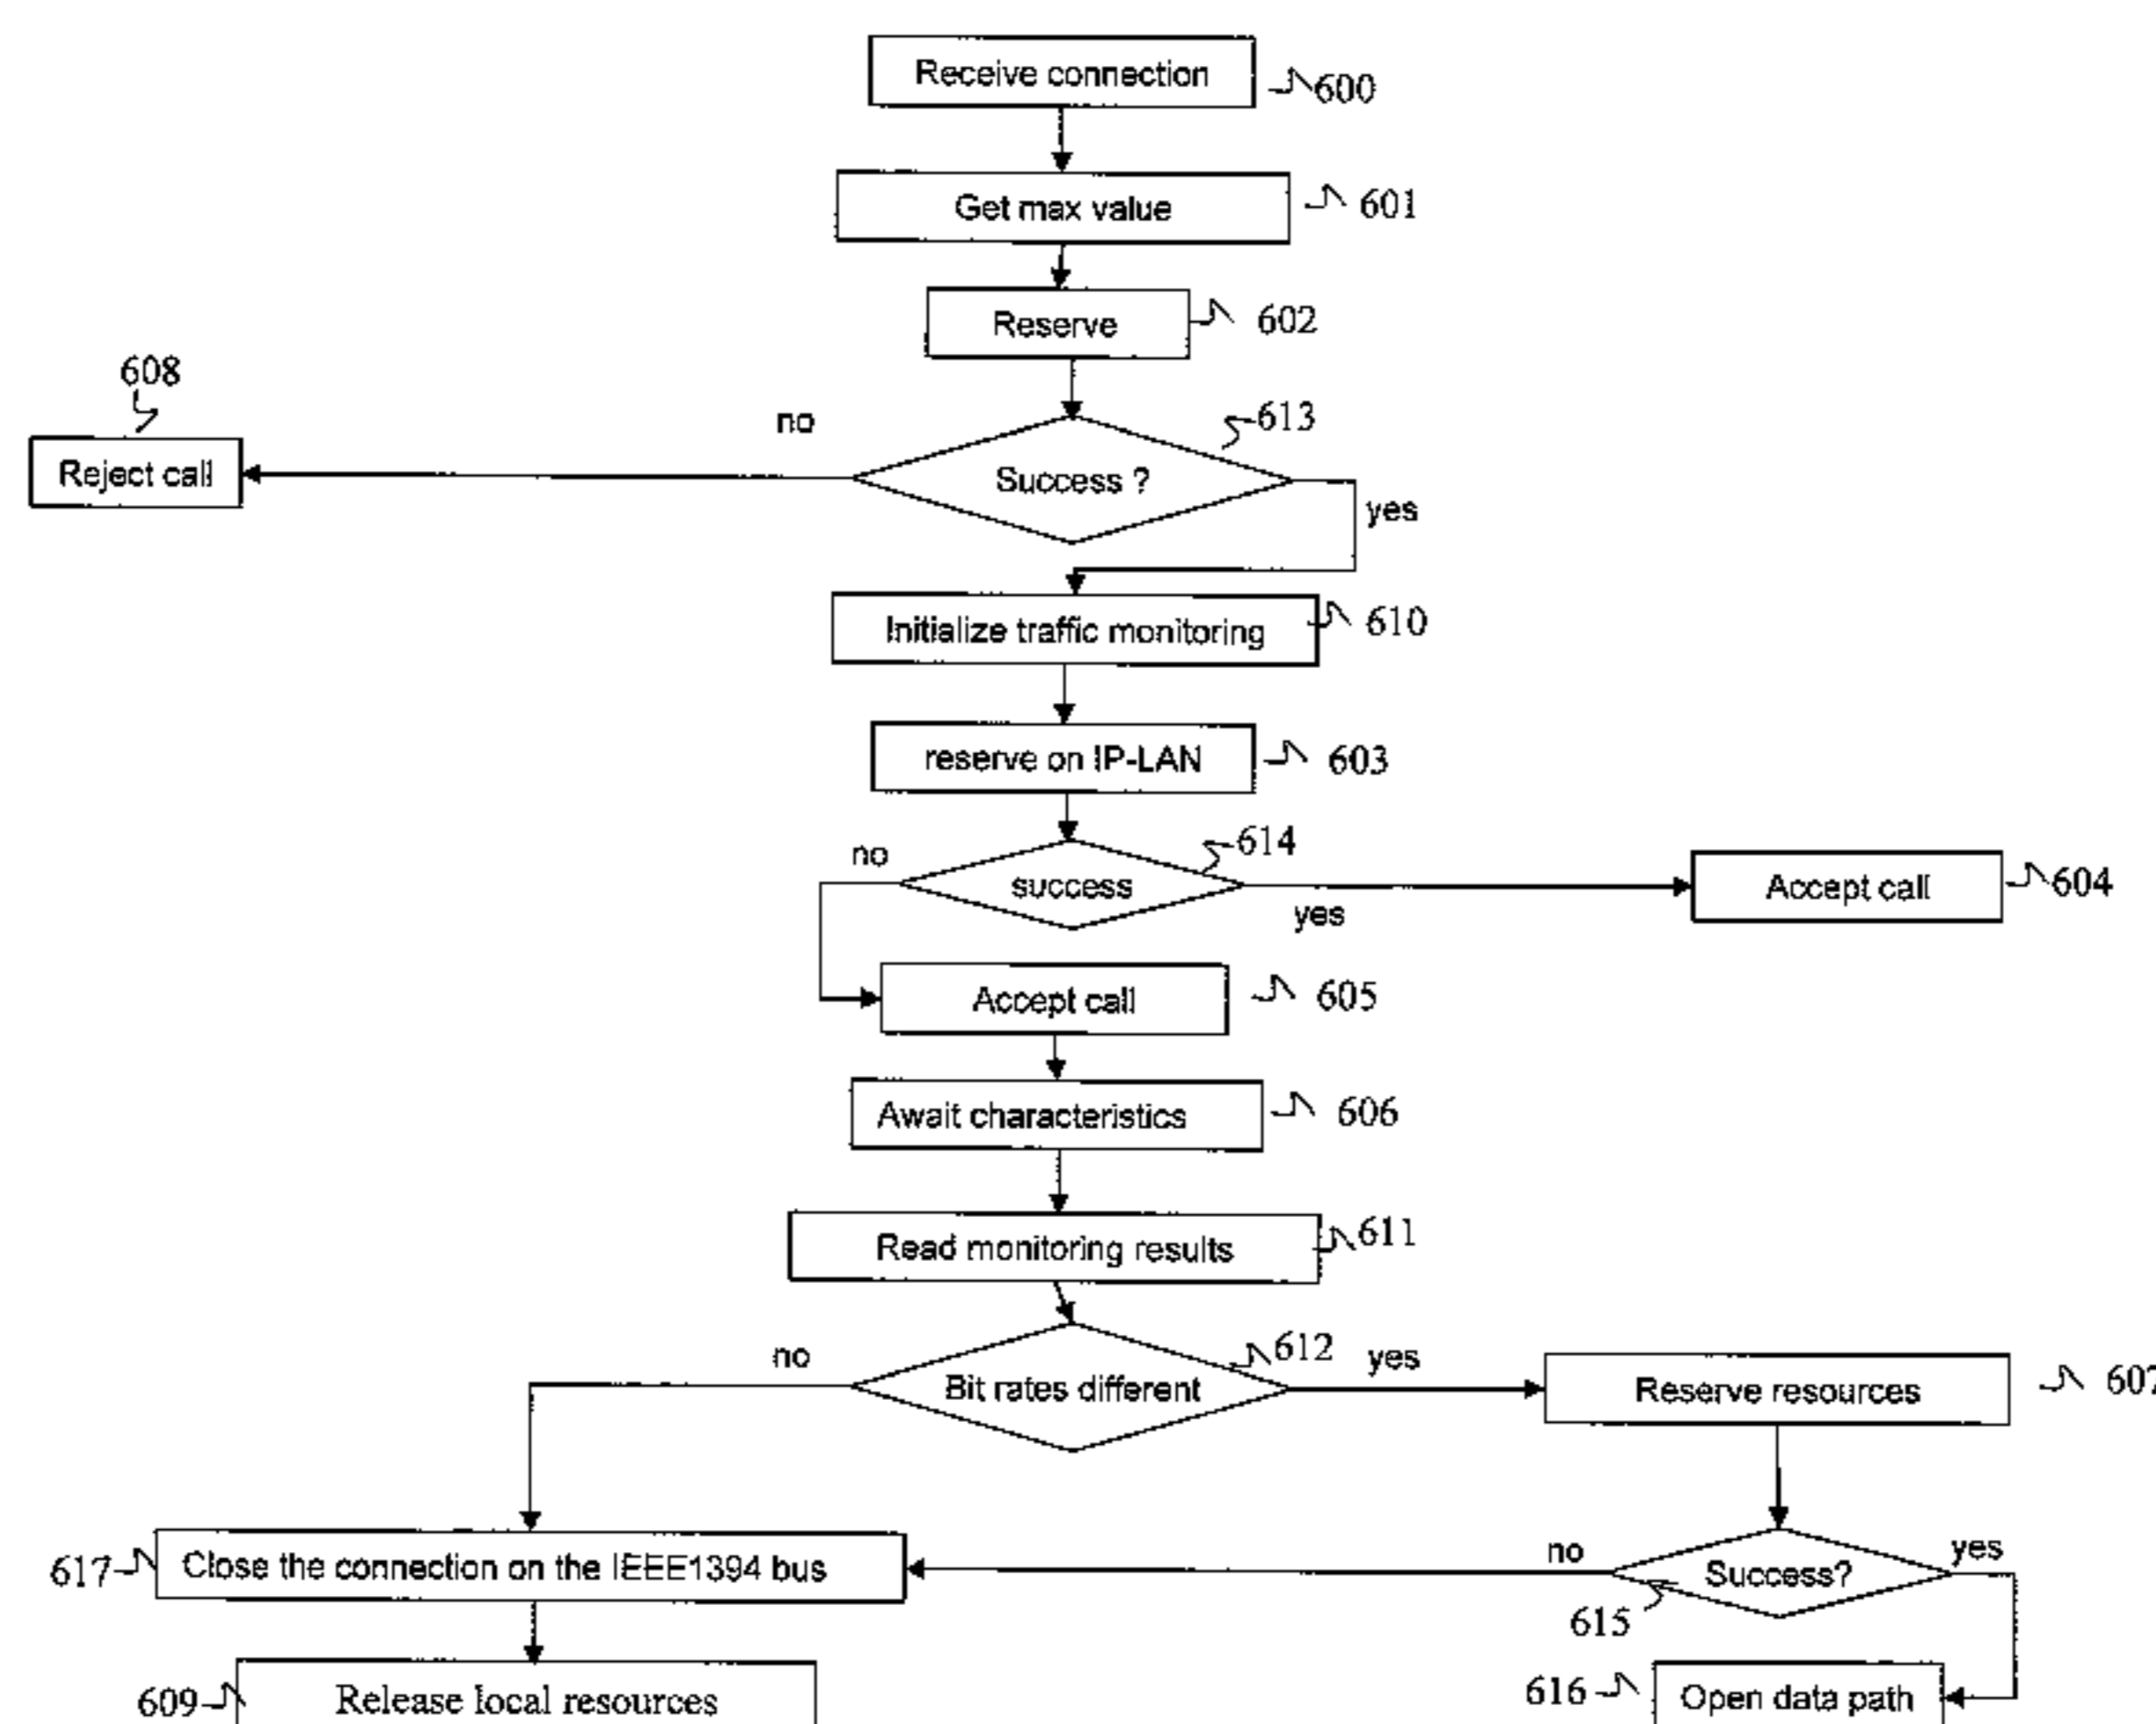 Receive connection
600
Get max value
601
Reserve
602
608
no
613
Reject call
Success ?
yes
Initialize traffic monitoring
610
reserve on IP-LAN
603
no
614
success
yes
Accept call
604
Accept call
605
Await characteristics
606
Read monitoring results
611
no
612
yes
Bit rates different
Reserve resources
607
617
Close the connection on the IEEE1394 bus
no
Success?
yes
615
609
Release local resources
616
Open data path